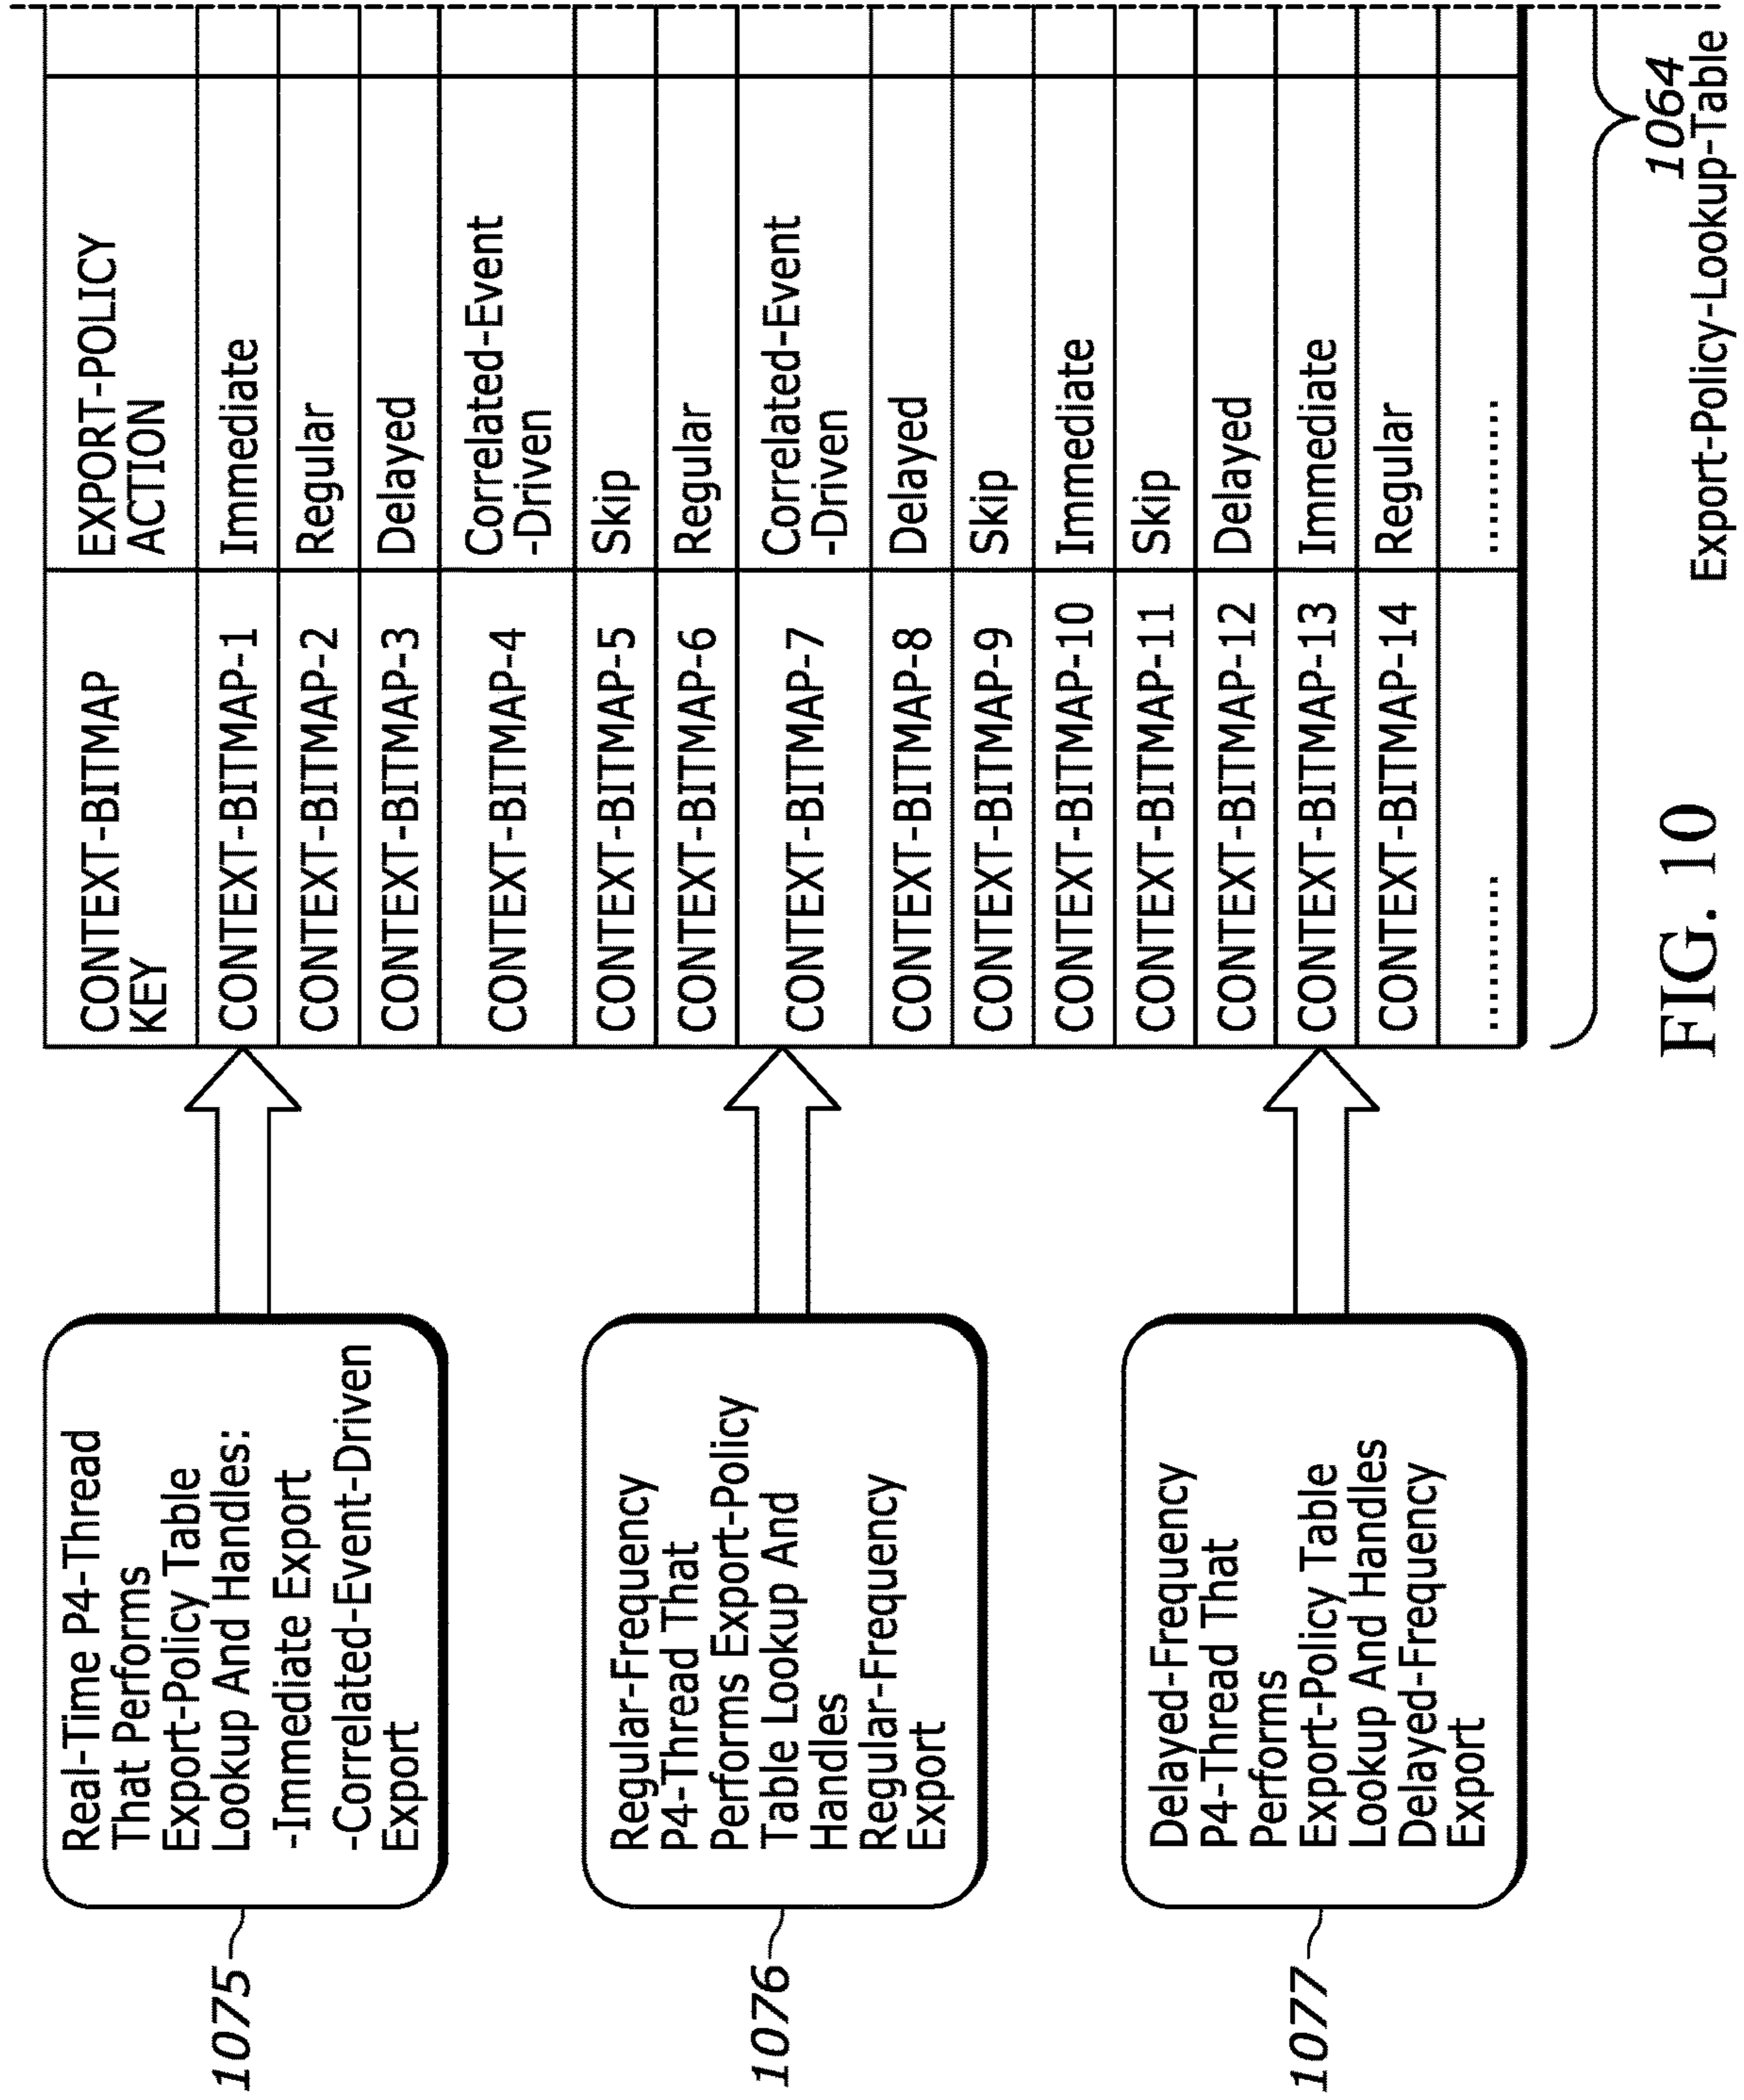 1075
Real-Time P4-Thread
That Performs
Export-Policy Table
Lookup And Handles:
-Immediate Export
-Correlated-Event-Driven
Export
1076
Regular-Frequency
P4-Thread That
Performs Export-Policy
Table Lookup And
Handles
Regular-Frequency
Export
1077
Delayed-Frequency
P4-Thread That
Performs
Export-Policy Table
Lookup And Handles
Delayed-Frequency
Export
CONTEXT-BITMAP
KEY
EXPORT-POLICY
ACTION
CONTEXT-BITMAP-1
Immediate
CONTEXT-BITMAP-2
Regular
CONTEXT-BITMAP-3
Delayed
CONTEXT-BITMAP-4
Correlated-Event
-Driven
CONTEXT-BITMAP-5
Skip
CONTEXT-BITMAP-6
Regular
CONTEXT-BITMAP-7
Correlated-Event
-Driven
CONTEXT-BITMAP-8
Delayed
CONTEXT-BITMAP-9
Skip
CONTEXT-BITMAP-10
Immediate
CONTEXT-BITMAP-11
Skip
CONTEXT-BITMAP-12
Delayed
CONTEXT-BITMAP-13
Immediate
CONTEXT-BITMAP-14
Regular
..........
..........
1064
Export-Policy-Lookup-Table
FIG. 10